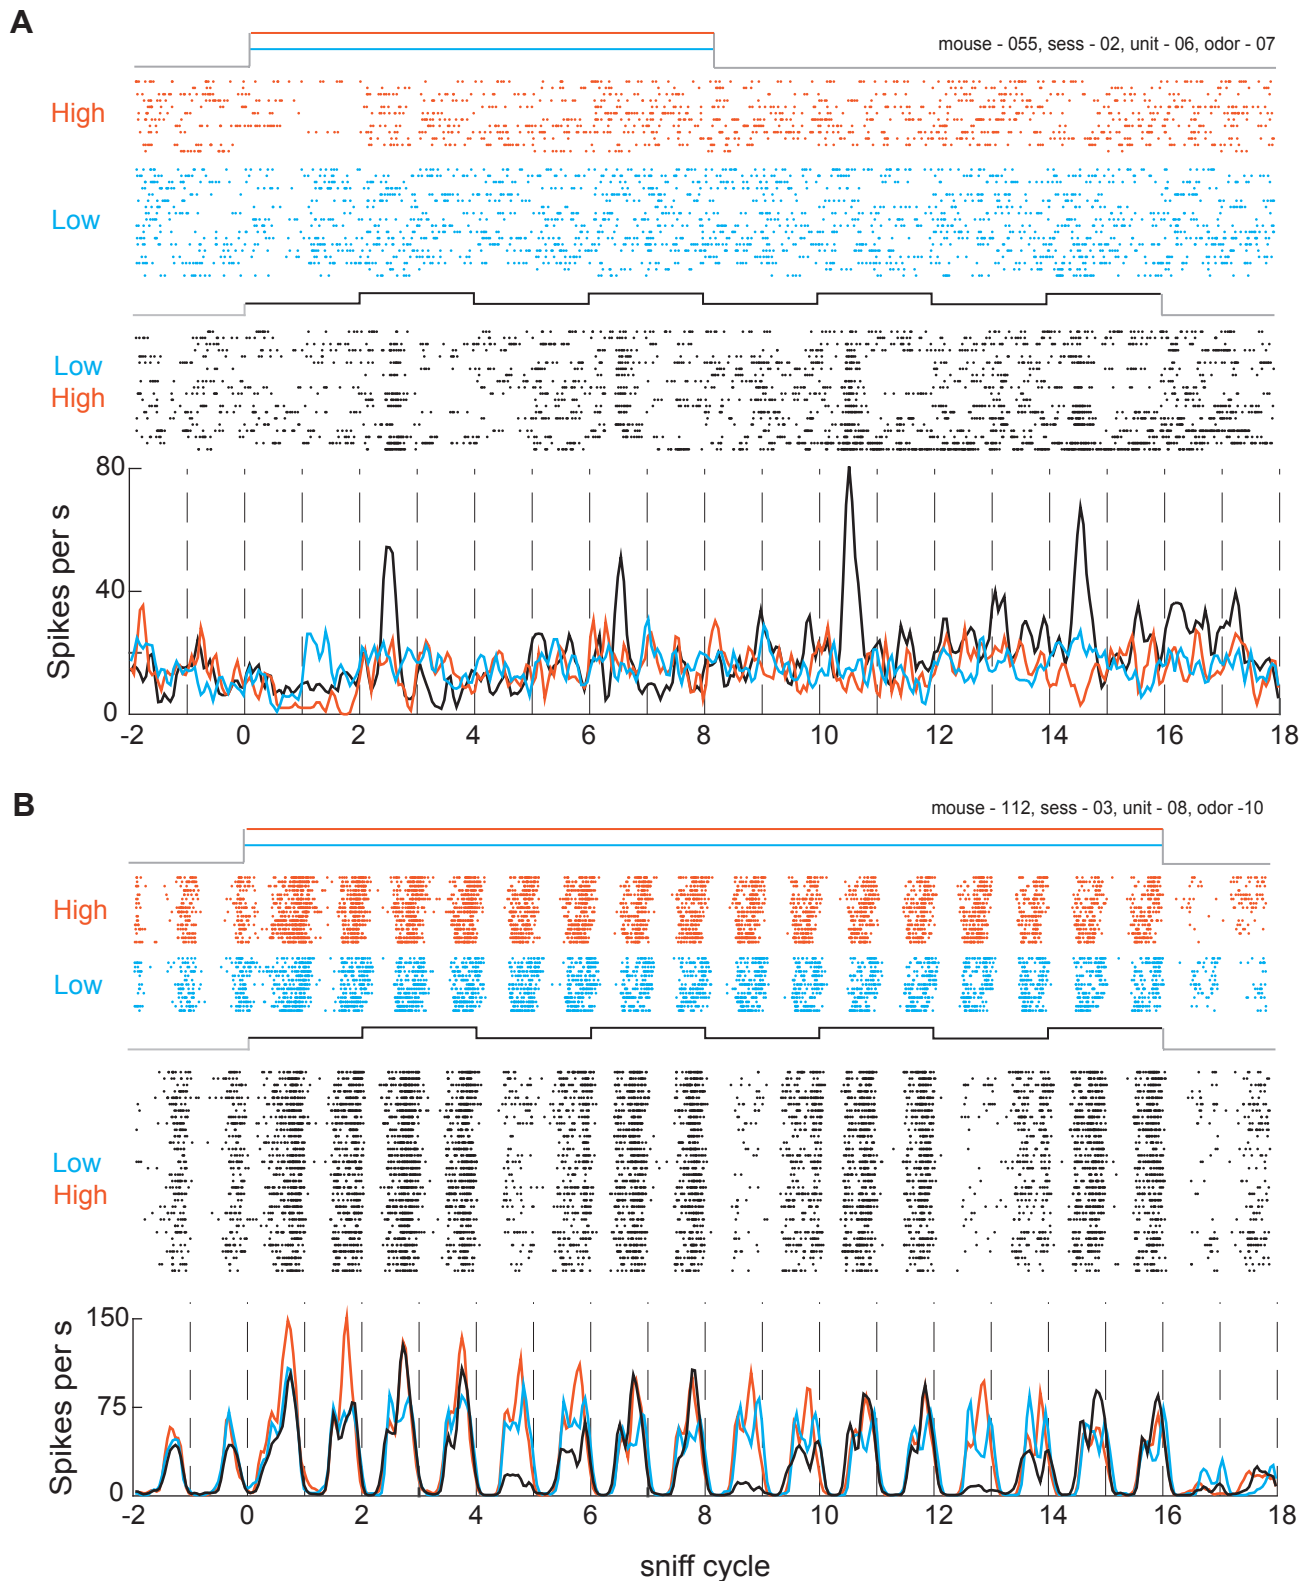 A
mouse - 055, sess - 02, unit - 06, odor - 07
High
Low
Low
High
80
40
0
Spikes per s
-2 0 2 4 6 8 10 12 14 16 18
B
mouse - 112, sess - 03, unit - 08, odor -10
High
Low
Low
High
150
75
0
Spikes per s
-2 0 2 4 6 8 10 12 14 16 18
sniff cycle